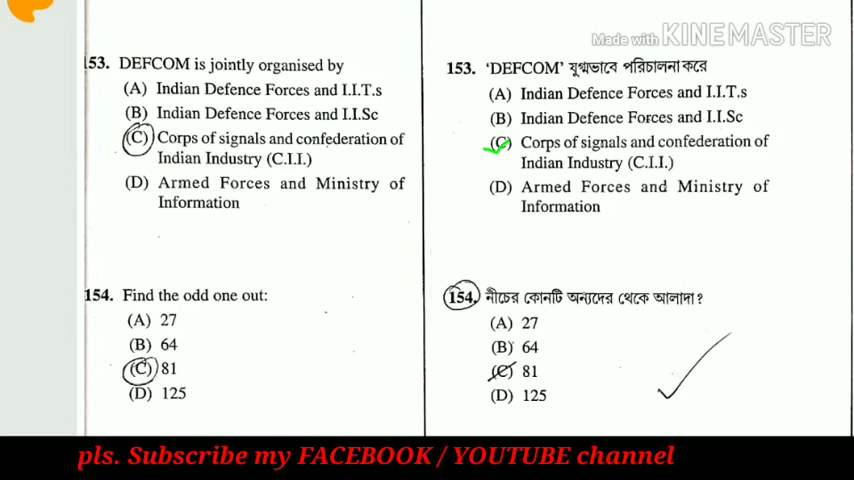 Made with KINEMASTER
153. DEFCOM is jointly organised by
(A) Indian Defence Forces and I.I.T.s
(B) Indian Defence Forces and I.I.Sc
(C) Corps of signals and confederation of
Indian Industry (C.I.I.)
(D) Armed Forces and Ministry of
Information
154. Find the odd one out:
(A) 27
(B) 64
(C) 81
(D) 125
153. 'DEFCOM' যুগ্মভাবে পরিচালনা করে
(A) Indian Defence Forces and I.I.T.s
(B) Indian Defence Forces and I.I.Sc
(C) Corps of signals and confederation of
Indian Industry (C.I.I.)
(D) Armed Forces and Ministry of
Information
154. নীচের কোনটি অন্যদের থেকে আলাদা?
(A) 27
(B) 64
(C) 81
(D) 125
pls. Subscribe my FACEBOOK / YOUTUBE channel